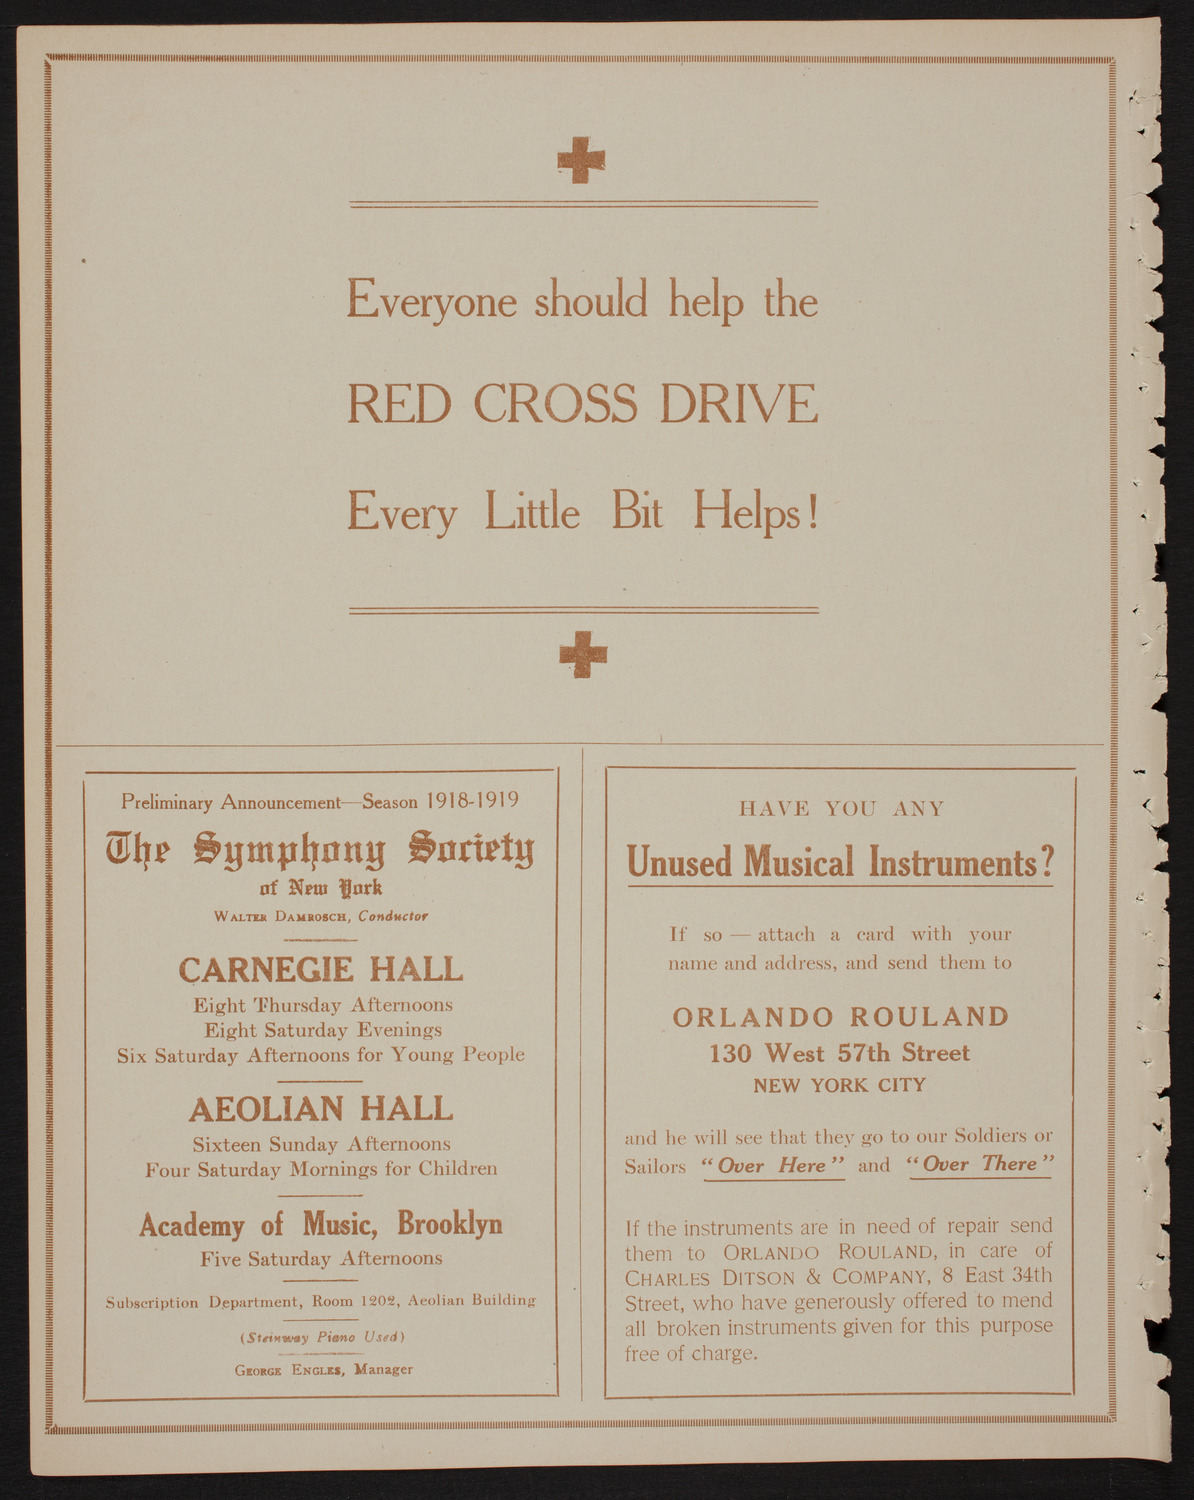 Everyone should help the
RED CROSS DRIVE
Every Little Bit Helps!
Preliminary Announcement—Season 1918-1919
The Symphony Society
of New York
WALTER DAMROSCH, Conductor
CARNEGIE HALL
Eight Thursday Afternoons
Eight Saturday Evenings
Six Saturday Afternoons for Young People
AEOLIAN HALL
Sixteen Sunday Afternoons
Four Saturday Mornings for Children
Academy of Music, Brooklyn
Five Saturday Afternoons
Subscription Department, Room 1202, Aeolian Building
(Steinway Piano Used)
GEORGE ENGLES, Manager
HAVE YOU ANY
Unused Musical Instruments?
If so — attach a card with your
name and address, and send them to
ORLANDO ROULAND
130 West 57th Street
NEW YORK CITY
and he will see that they go to our Soldiers or
Sailors "Over Here" and "Over There"
If the instruments are in need of repair send
them to ORLANDO ROULAND, in care of
CHARLES DITSON & COMPANY, 8 East 34th
Street, who have generously offered to mend
all broken instruments given for this purpose
free of charge.